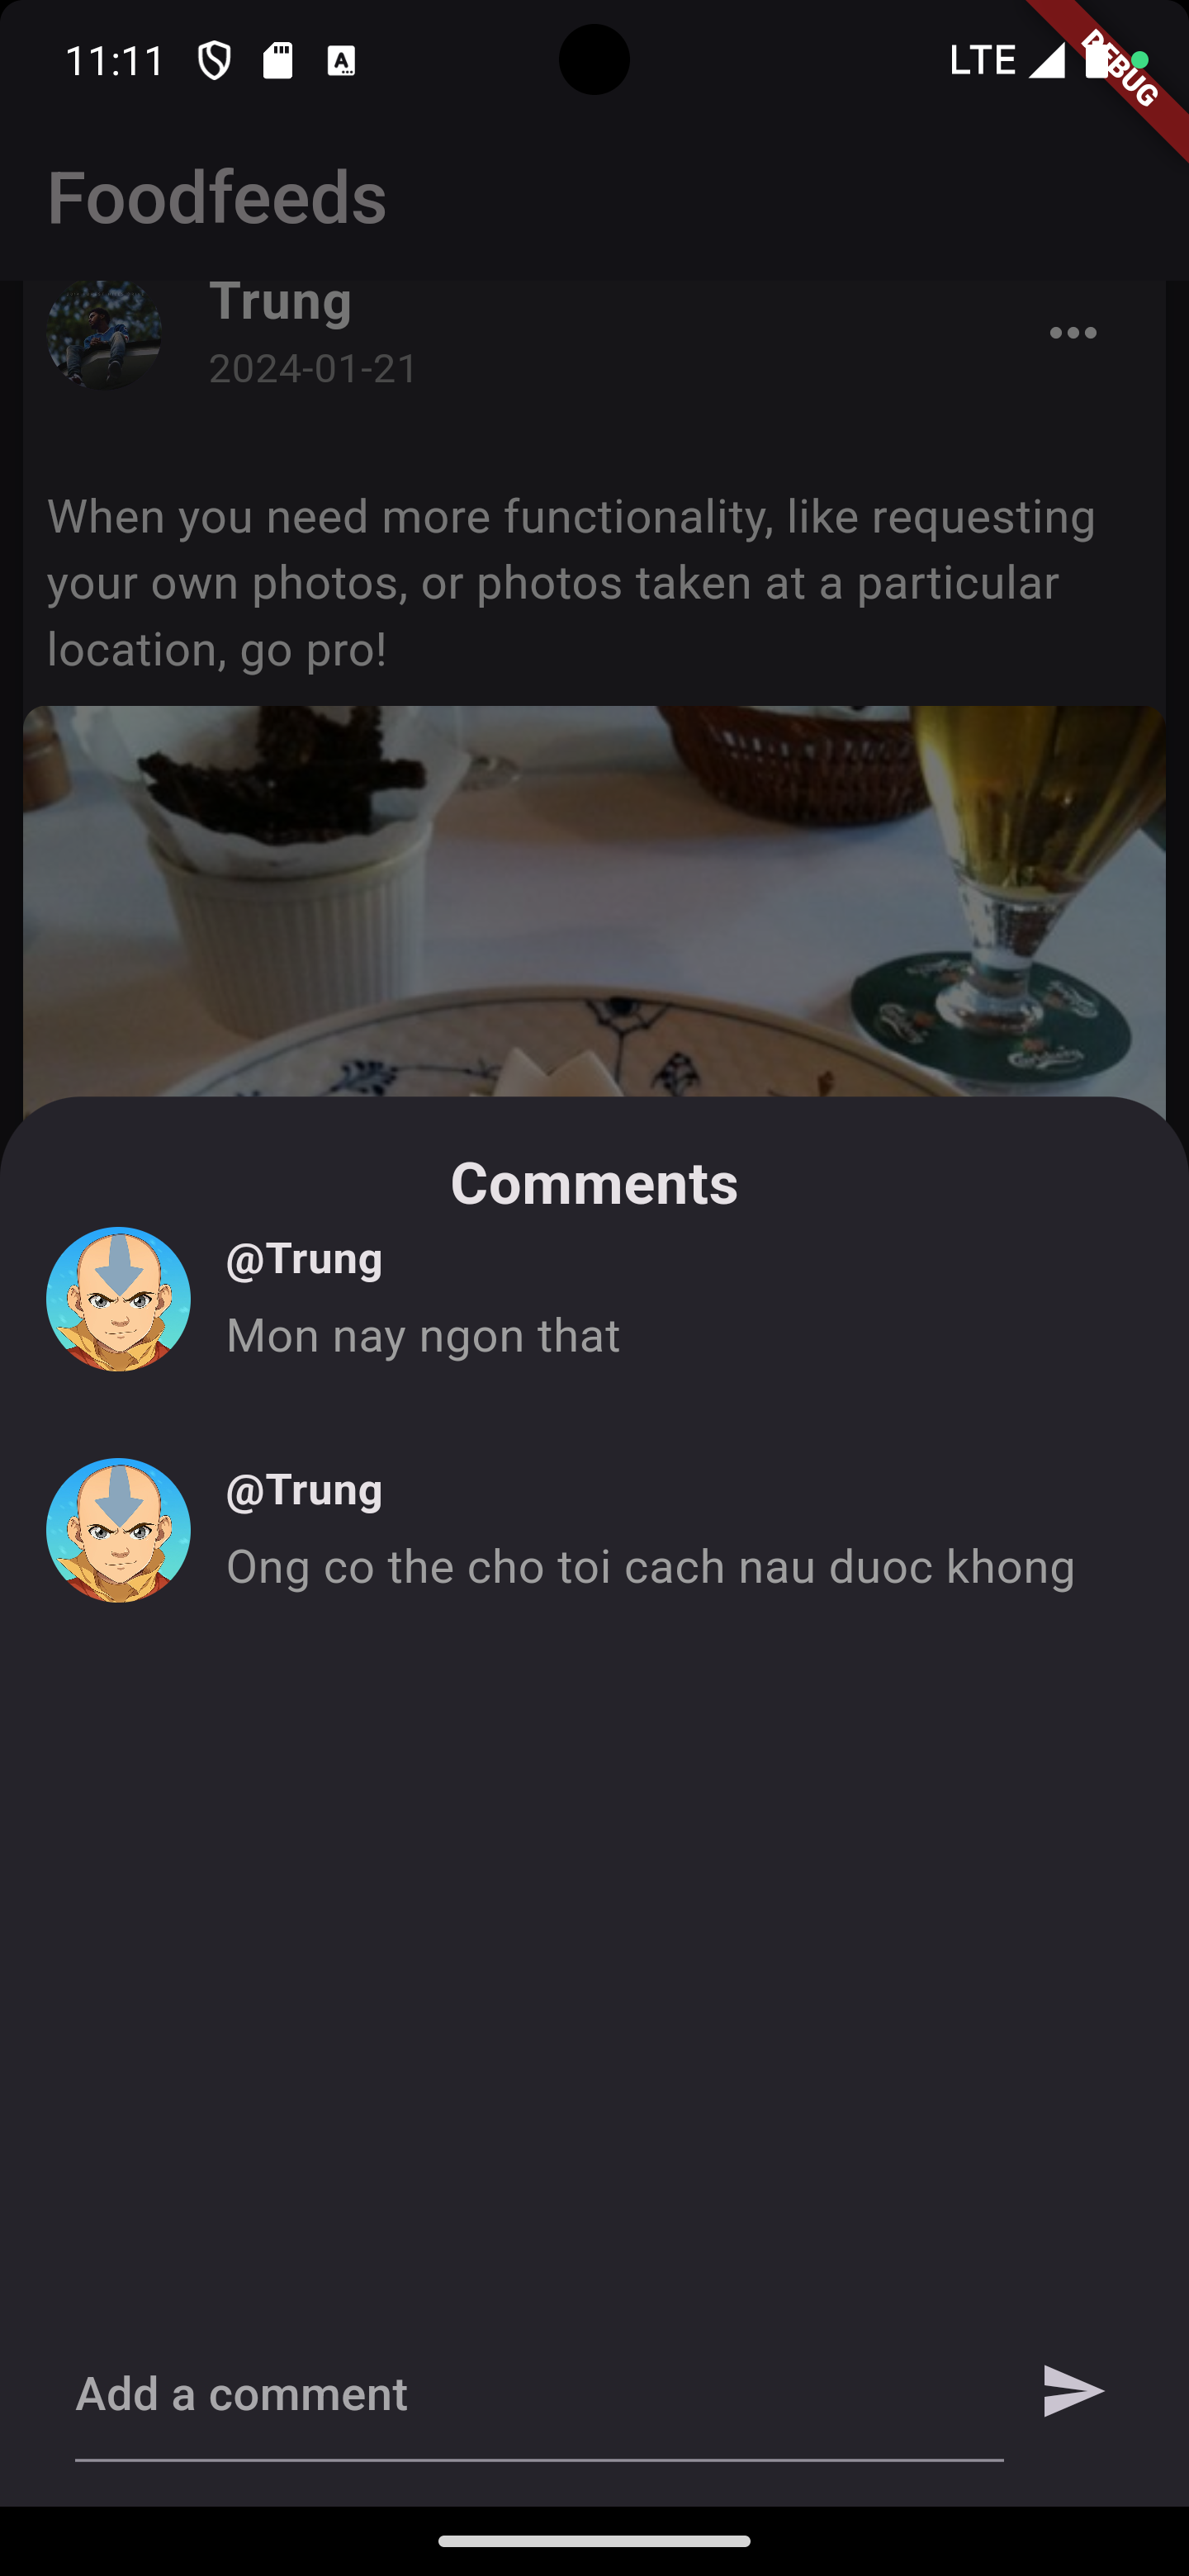 11:11
LTE
DEBUG
Foodfeeds
Trung
2024-01-21
When you need more functionality, like requesting
your own photos, or photos taken at a particular
location, go pro!
Carlsberg
Comments
@Trung
Mon nay ngon that
@Trung
Ong co the cho toi cach nau duoc khong
Add a comment